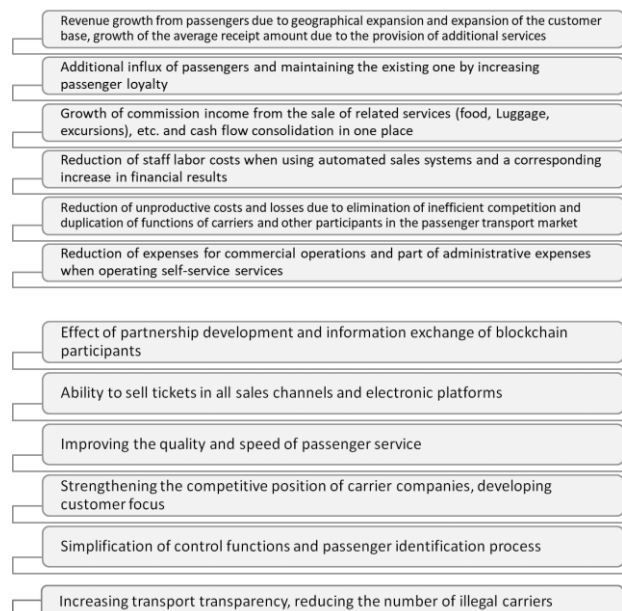 Revenue growth from passengers due to geographical expansion and expansion of the customer
base, growth of the average receipt amount due to the provision of additional services
Additional influx of passengers and maintaining the existing one by increasing
passenger loyalty
Growth of commission income from the sale of related services (food, Luggage,
excursions), etc. and cash flow consolidation in one place
Reduction of staff labor costs when using automated sales systems and a corresponding
increase in financial results
Reduction of unproductive costs and losses due to elimination of inefficient competition and
duplication of functions of carriers and other participants in the passenger transport market
Reduction of expenses for commercial operations and part of administrative expenses
when operating self-service services
Effect of partnership development and information exchange of blockchain
participants
Ability to sell tickets in all sales channels and electronic platforms
Improving the quality and speed of passenger service
Strengthening the competitive position of carrier companies, developing
customer focus
Simplification of control functions and passenger identification process
Increasing transport transparency, reducing the number of illegal carriers